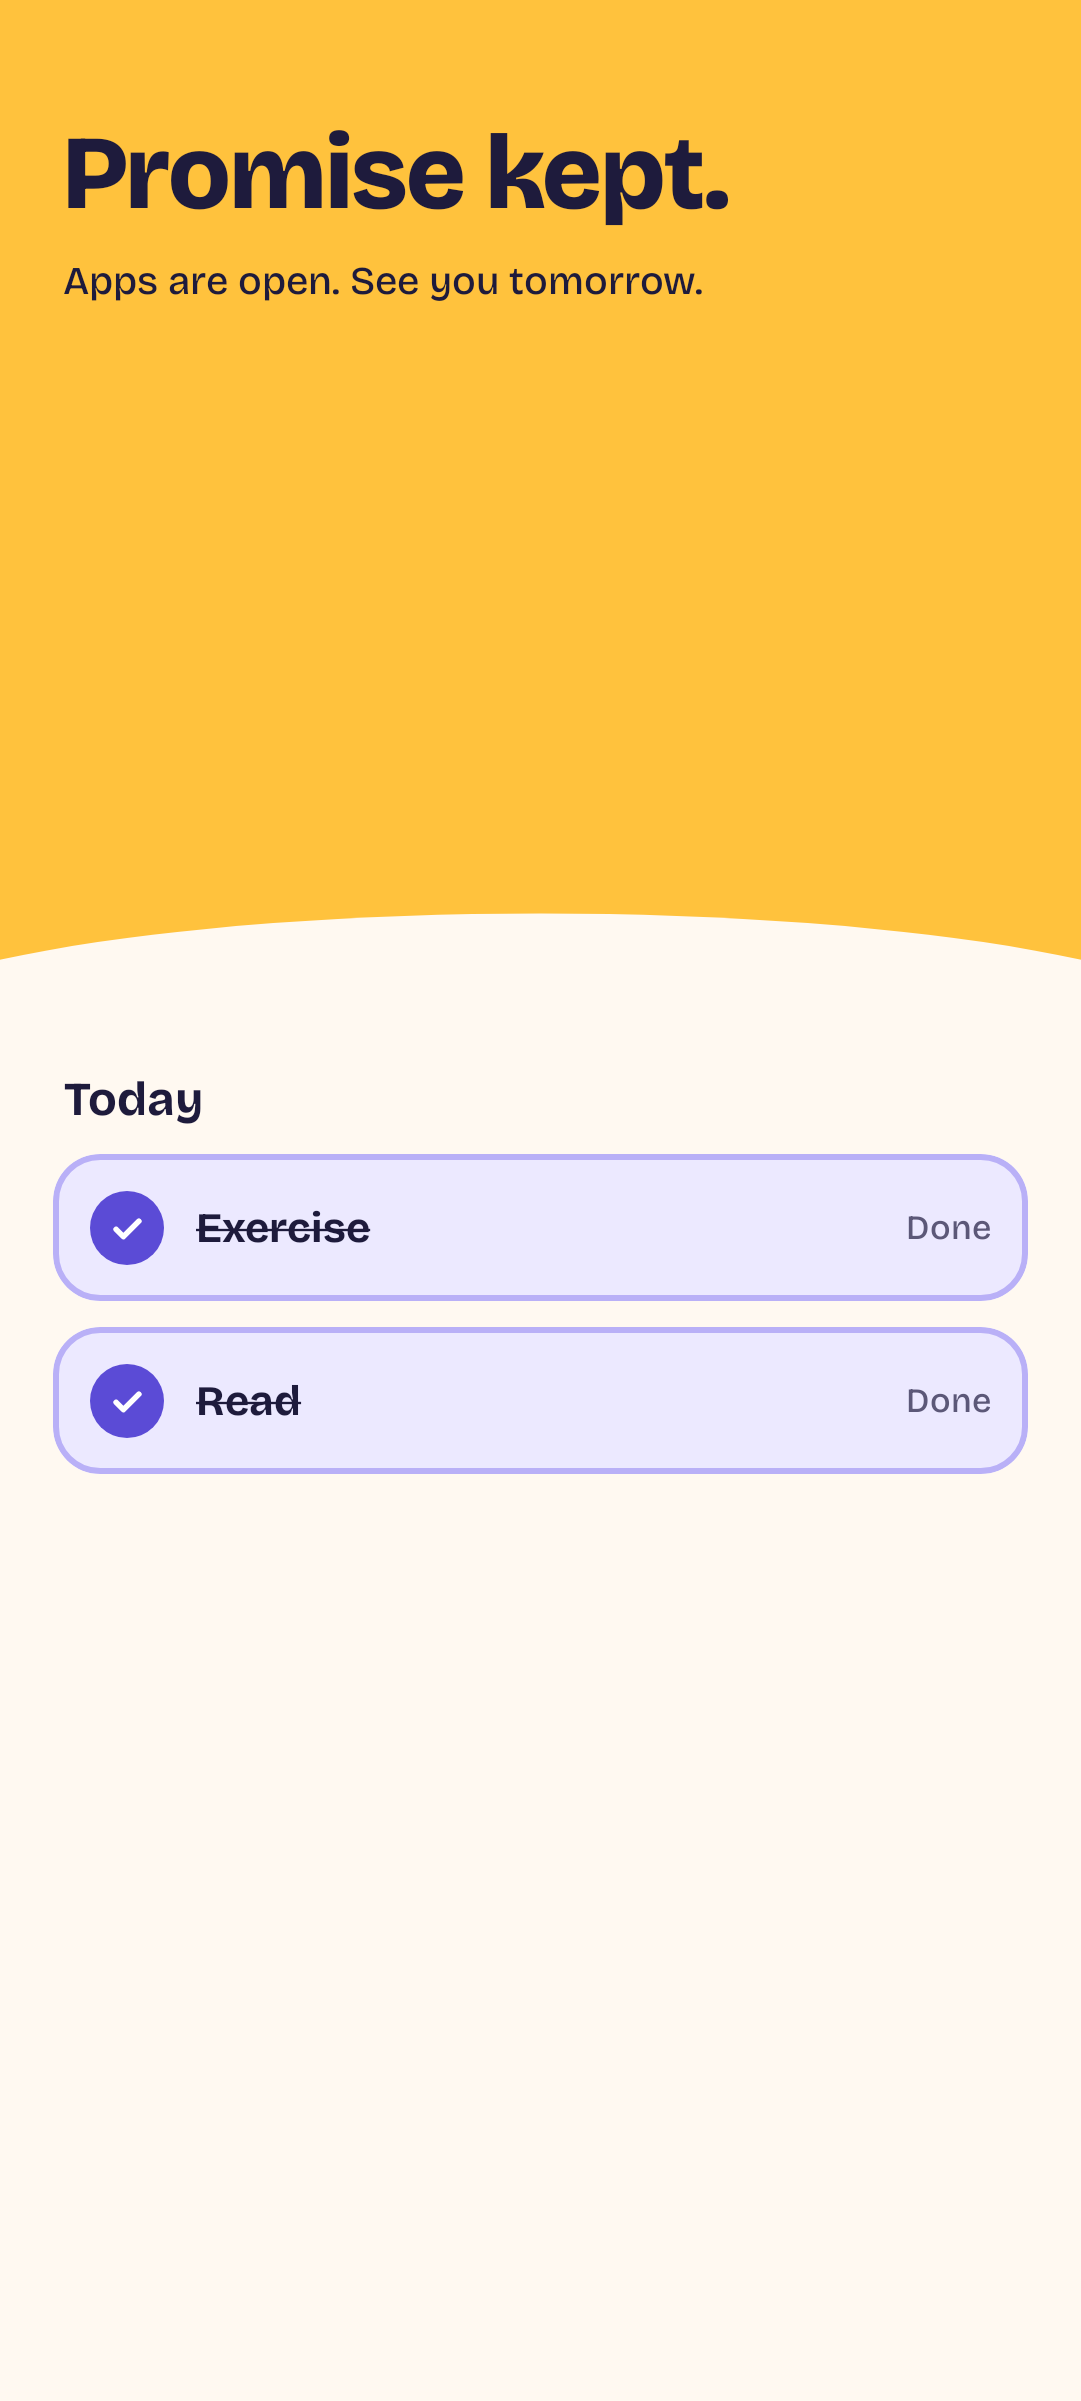 Promise kept.
Apps are open. See you tomorrow.
Today
Exercise
Done
Read
Done